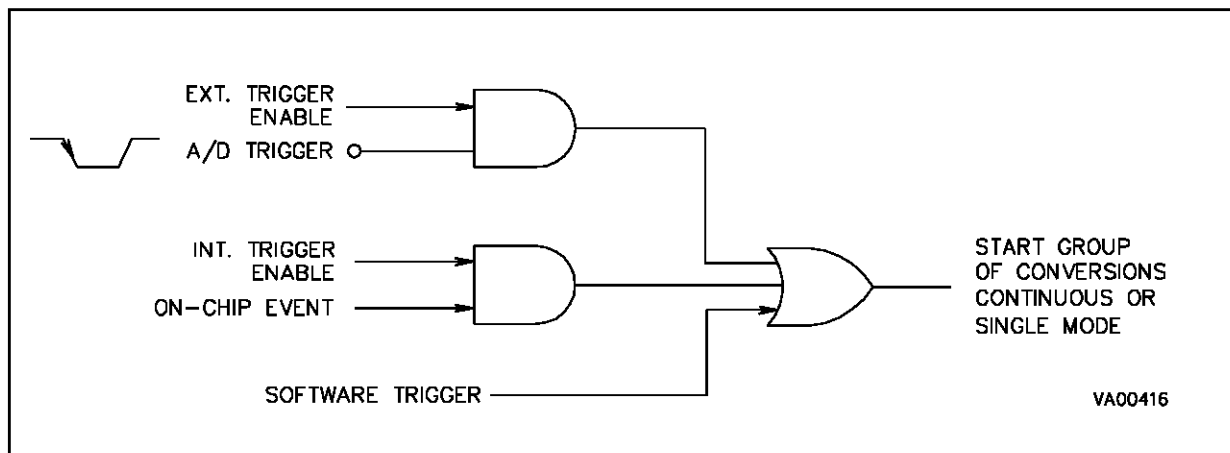 EXT. TRIGGER
ENABLE
A/D TRIGGER
INT. TRIGGER
ENABLE
ON-CHIP EVENT
SOFTWARE TRIGGER
START GROUP
OF CONVERSIONS
CONTINUOUS OR
SINGLE MODE
VA00416